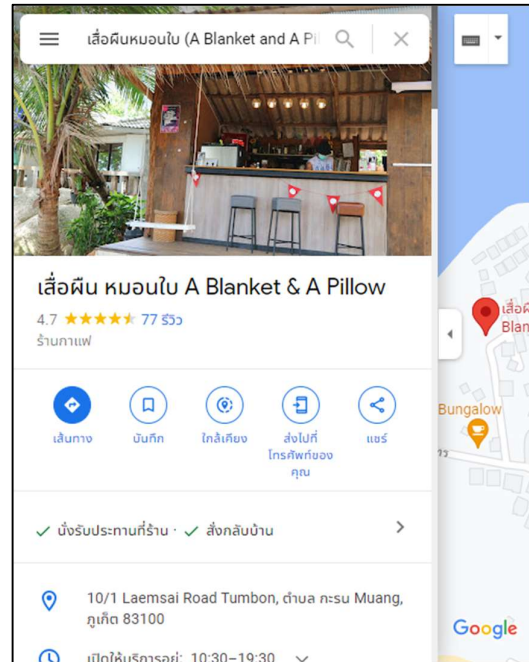 เสื่อผืนหมอนใบ (A Blanket and A Pil
เสื่อผืน หมอนใบ A Blanket & A Pillow
4.7 77 รีวิว
ร้านกาแฟ
เส้นทาง
บันทึก
ใกล้เคียง
ส่งไปที่
โทรศัพท์ของ
คุณ
แชร์
นั่งรับประทานที่ร้าน · สั่งกลับบ้าน
10/1 Laemsai Road Tumbon, ตำบล กะรน Muang,
ภูเก็ต 83100
เปิดให้บริการอยู่: 10:30–19:30
Blan
Bungalow
Google